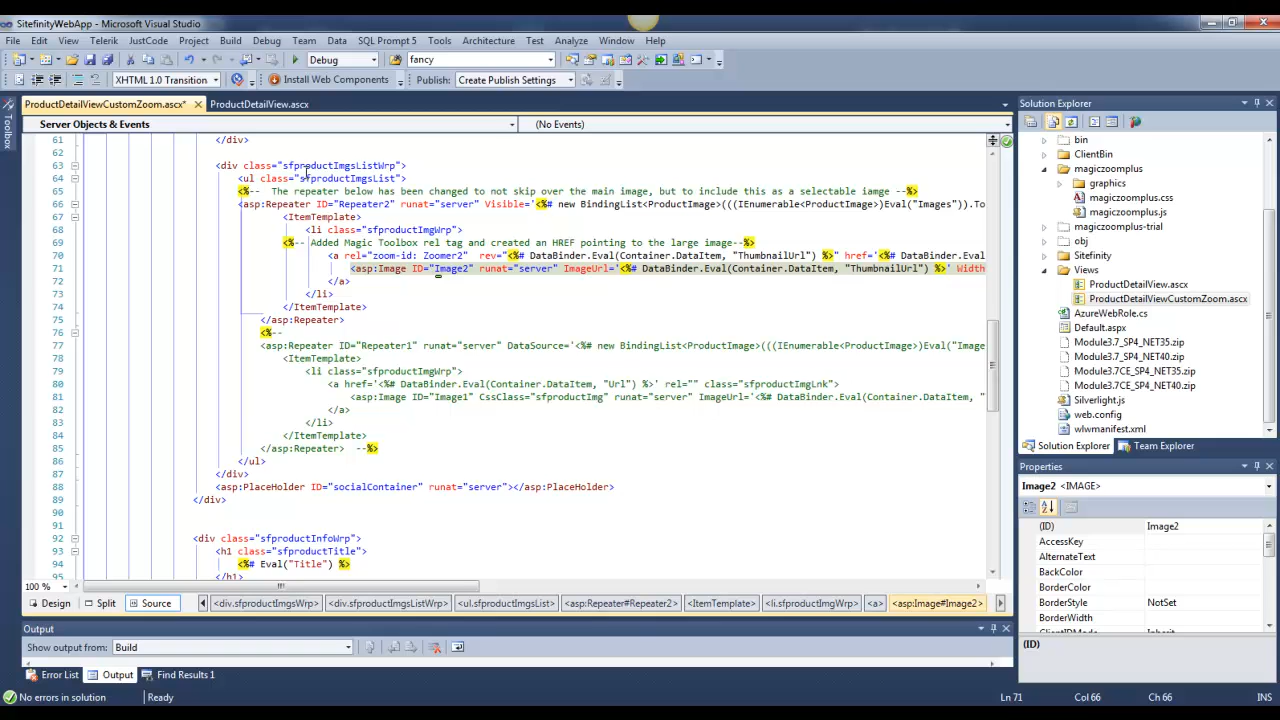 SitefinityWebApp - Microsoft Visual Studio
File Edit View Telerik JustCode Project Build Debug Team Data SQL Prompt 5 Tools Architecture Test Analyze Window Help
Debug fancy
XHTML 1.0 Transition Install Web Components Publish: Create Publish Settings
ProductDetailViewCustomZoom.ascx* ProductDetailView.ascx
Toolbox
Server Objects & Events (No Events)
61 </div>
62
63 <div class="sfproductImgsListWrp">
64 <ul class="sfproductImgsList">
65 <%-- The repeater below has been changed to not skip over the main image, but to include this as a selectable iamge --%>
66 <asp:Repeater ID="Repeater2" runat="server" Visible='<%# new BindingList<ProductImage>(((IEnumerable<ProductImage>)Eval("Images")).To
67 <ItemTemplate>
68 <li class="sfproductImgWrp">
69 <%-- Added Magic Toolbox rel tag and created an HREF pointing to the large image--%>
70 <a rel="zoom-id: Zoomer2" rev="<%# DataBinder.Eval(Container.DataItem, "ThumbnailUrl") %>" href='<%# DataBinder.Eval
71 <asp:Image ID="Image2" runat="server" ImageUrl='<%# DataBinder.Eval(Container.DataItem, "ThumbnailUrl") %>' Width
72 </a>
73 </li>
74 </ItemTemplate>
75 </asp:Repeater>
76 <%--
77 <asp:Repeater ID="Repeater1" runat="server" DataSource='<%# new BindingList<ProductImage>(((IEnumerable<ProductImage>)Eval("Image
78 <ItemTemplate>
79 <li class="sfproductImgWrp">
80 <a href='<%# DataBinder.Eval(Container.DataItem, "Url") %>' rel="" class="sfproductImgLnk">
81 <asp:Image ID="Image1" CssClass="sfproductImg" runat="server" ImageUrl='<%# DataBinder.Eval(Container.DataItem, "
82 </a>
83 </li>
84 </ItemTemplate>
85 </asp:Repeater> --%>
86 </ul>
87 </div>
88 <asp:PlaceHolder ID="socialContainer" runat="server"></asp:PlaceHolder>
89 </div>
90
91
92 <div class="sfproductInfoWrp">
93 <h1 class="sfproductTitle">
94 <%# Eval("Title") %>
95 </h1>
100 %
Design Split Source <div.sfproductImgsWrp> <div.sfproductImgsListWrp> <ul.sfproductImgsList> <asp:Repeater#Repeater2> <ItemTemplate> <li.sfproductImgWrp> <a> <asp:Image#Image2>
Output
Show output from: Build
Error List Output Find Results 1
No errors in solution Ready Ln 71 Col 66 Ch 66 INS
Solution Explorer
bin
ClientBin
magiczoomplus
graphics
magiczoomplus.css
magiczoomplus.js
magiczoomplus-trial
obj
Sitefinity
Views
ProductDetailView.ascx
ProductDetailViewCustomZoom.ascx
AzureWebRole.cs
Default.aspx
Module3.7_SP4_NET35.zip
Module3.7_SP4_NET40.zip
Module3.7CE_SP4_NET35.zip
Module3.7CE_SP4_NET40.zip
Silverlight.js
web.config
wlwmanifest.xml
Solution Explorer Team Explorer
Properties
Image2 <IMAGE>
(ID) Image2
AccessKey
AlternateText
BackColor
BorderColor
BorderStyle NotSet
BorderWidth
ClientIDMode Inherit
(ID)